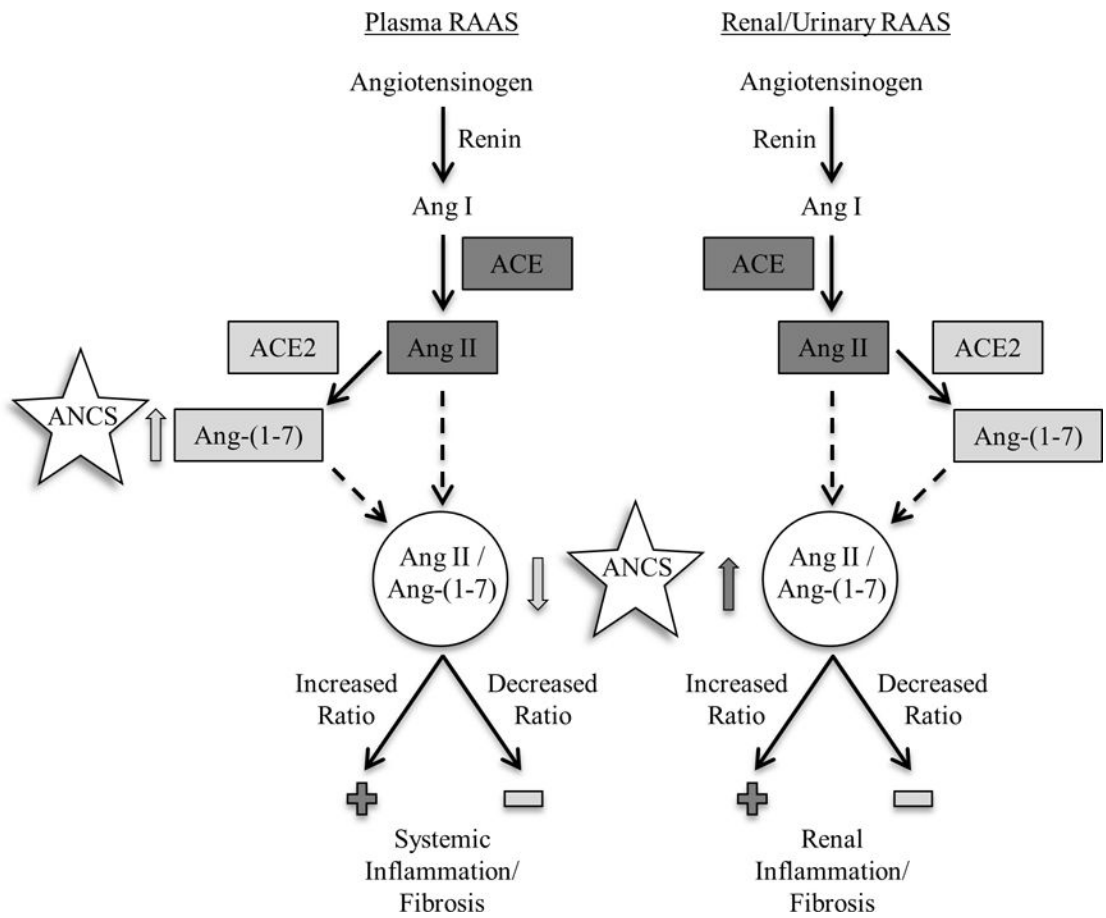 Plasma RAAS
Renal/Urinary RAAS
Angiotensinogen
Angiotensinogen
Renin
Renin
Ang I
Ang I
ACE
ACE
ACE2
Ang II
Ang II
ACE2
ANCS
Ang-(1-7)
Ang-(1-7)
Ang II /
Ang-(1-7)
ANCS
Ang II /
Ang-(1-7)
Increased
Ratio
Decreased
Ratio
Increased
Ratio
Decreased
Ratio
Systemic
Inflammation/
Fibrosis
Renal
Inflammation/
Fibrosis